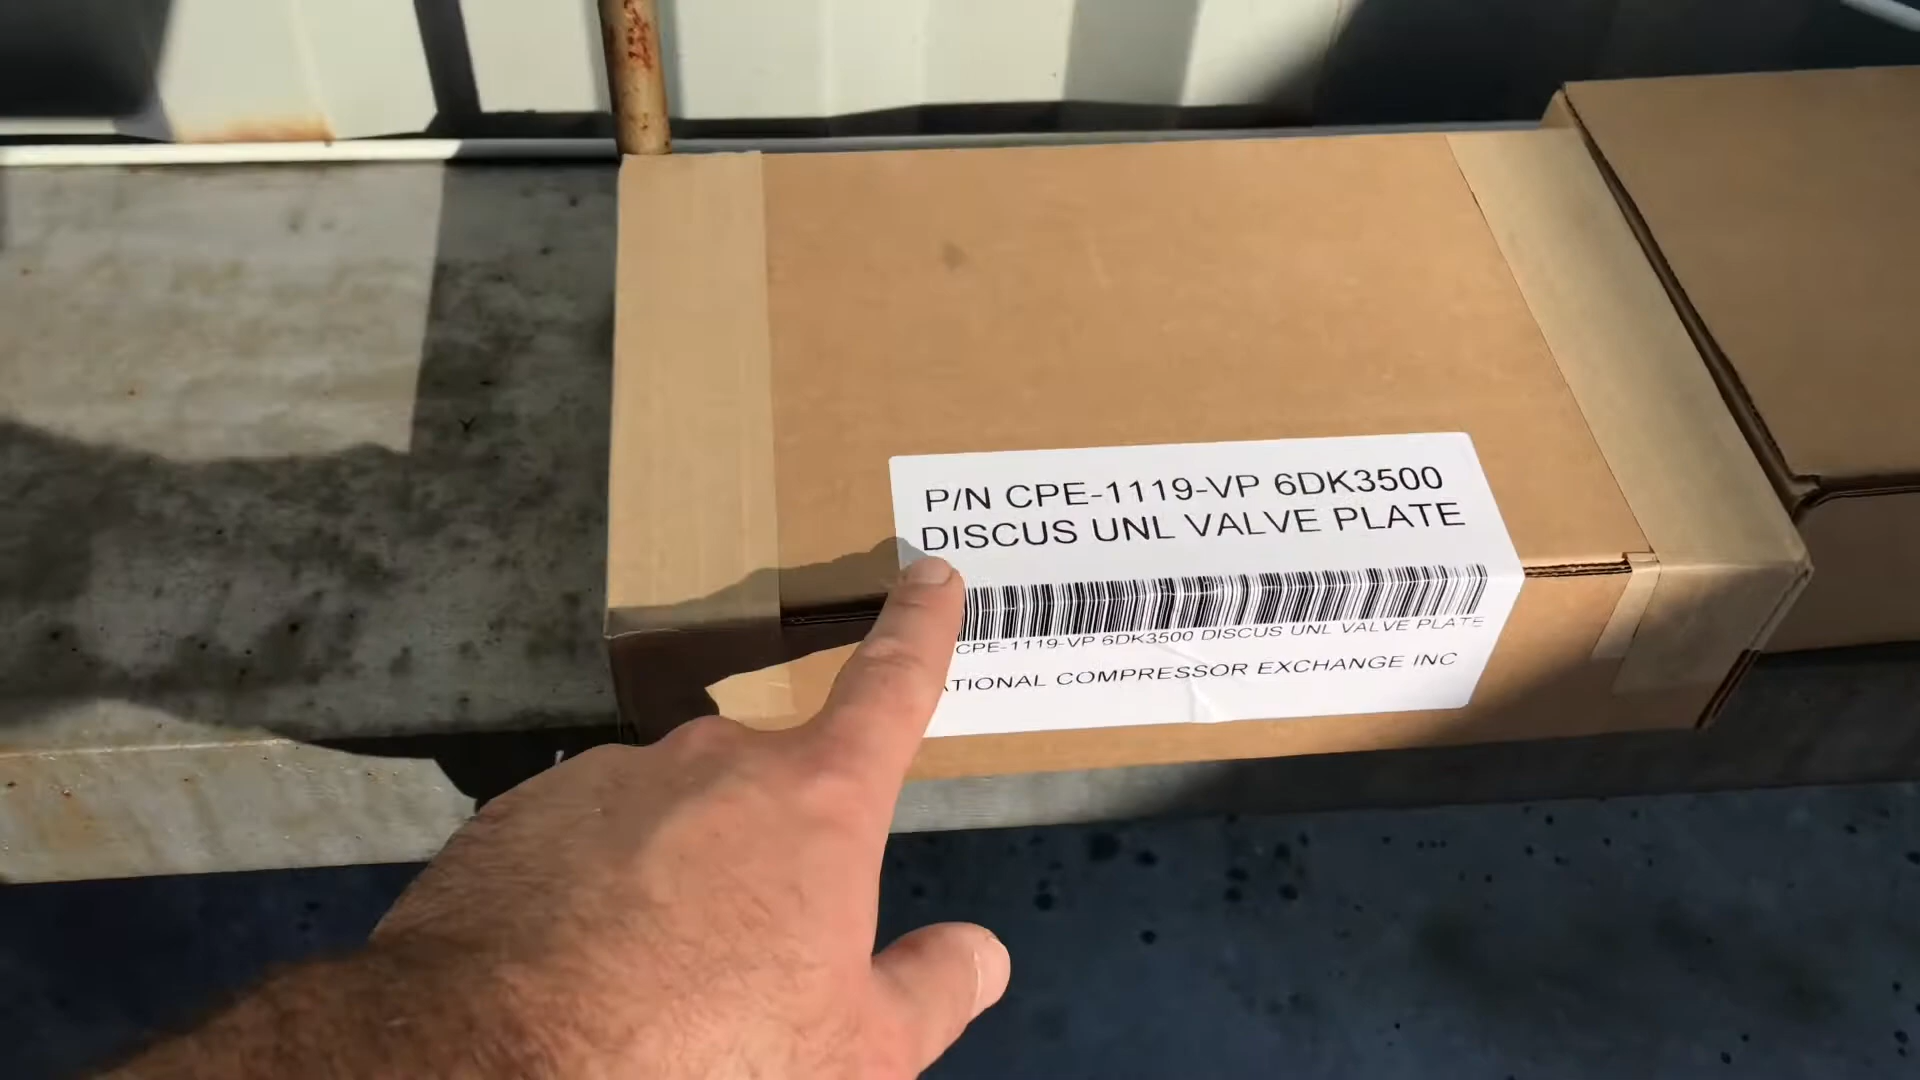 P/N CPE-1119-VP 6DK3500
DISCUS UNL VALVE PLATE
CPE-1119-VP 6DK3500 DISCUS UNL VALVE PLATE
COMPRESSOR EXCHANGE INC